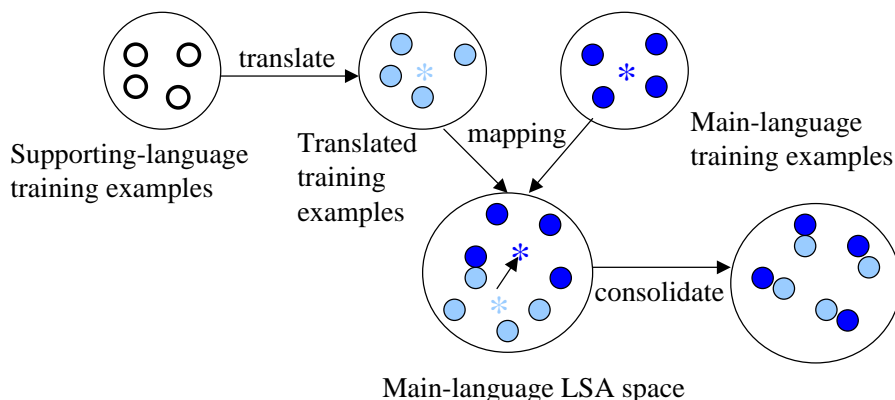 translate
Supporting-language
training examples
Translated
training
examples
mapping
Main-language
training examples
consolidate
Main-language LSA space